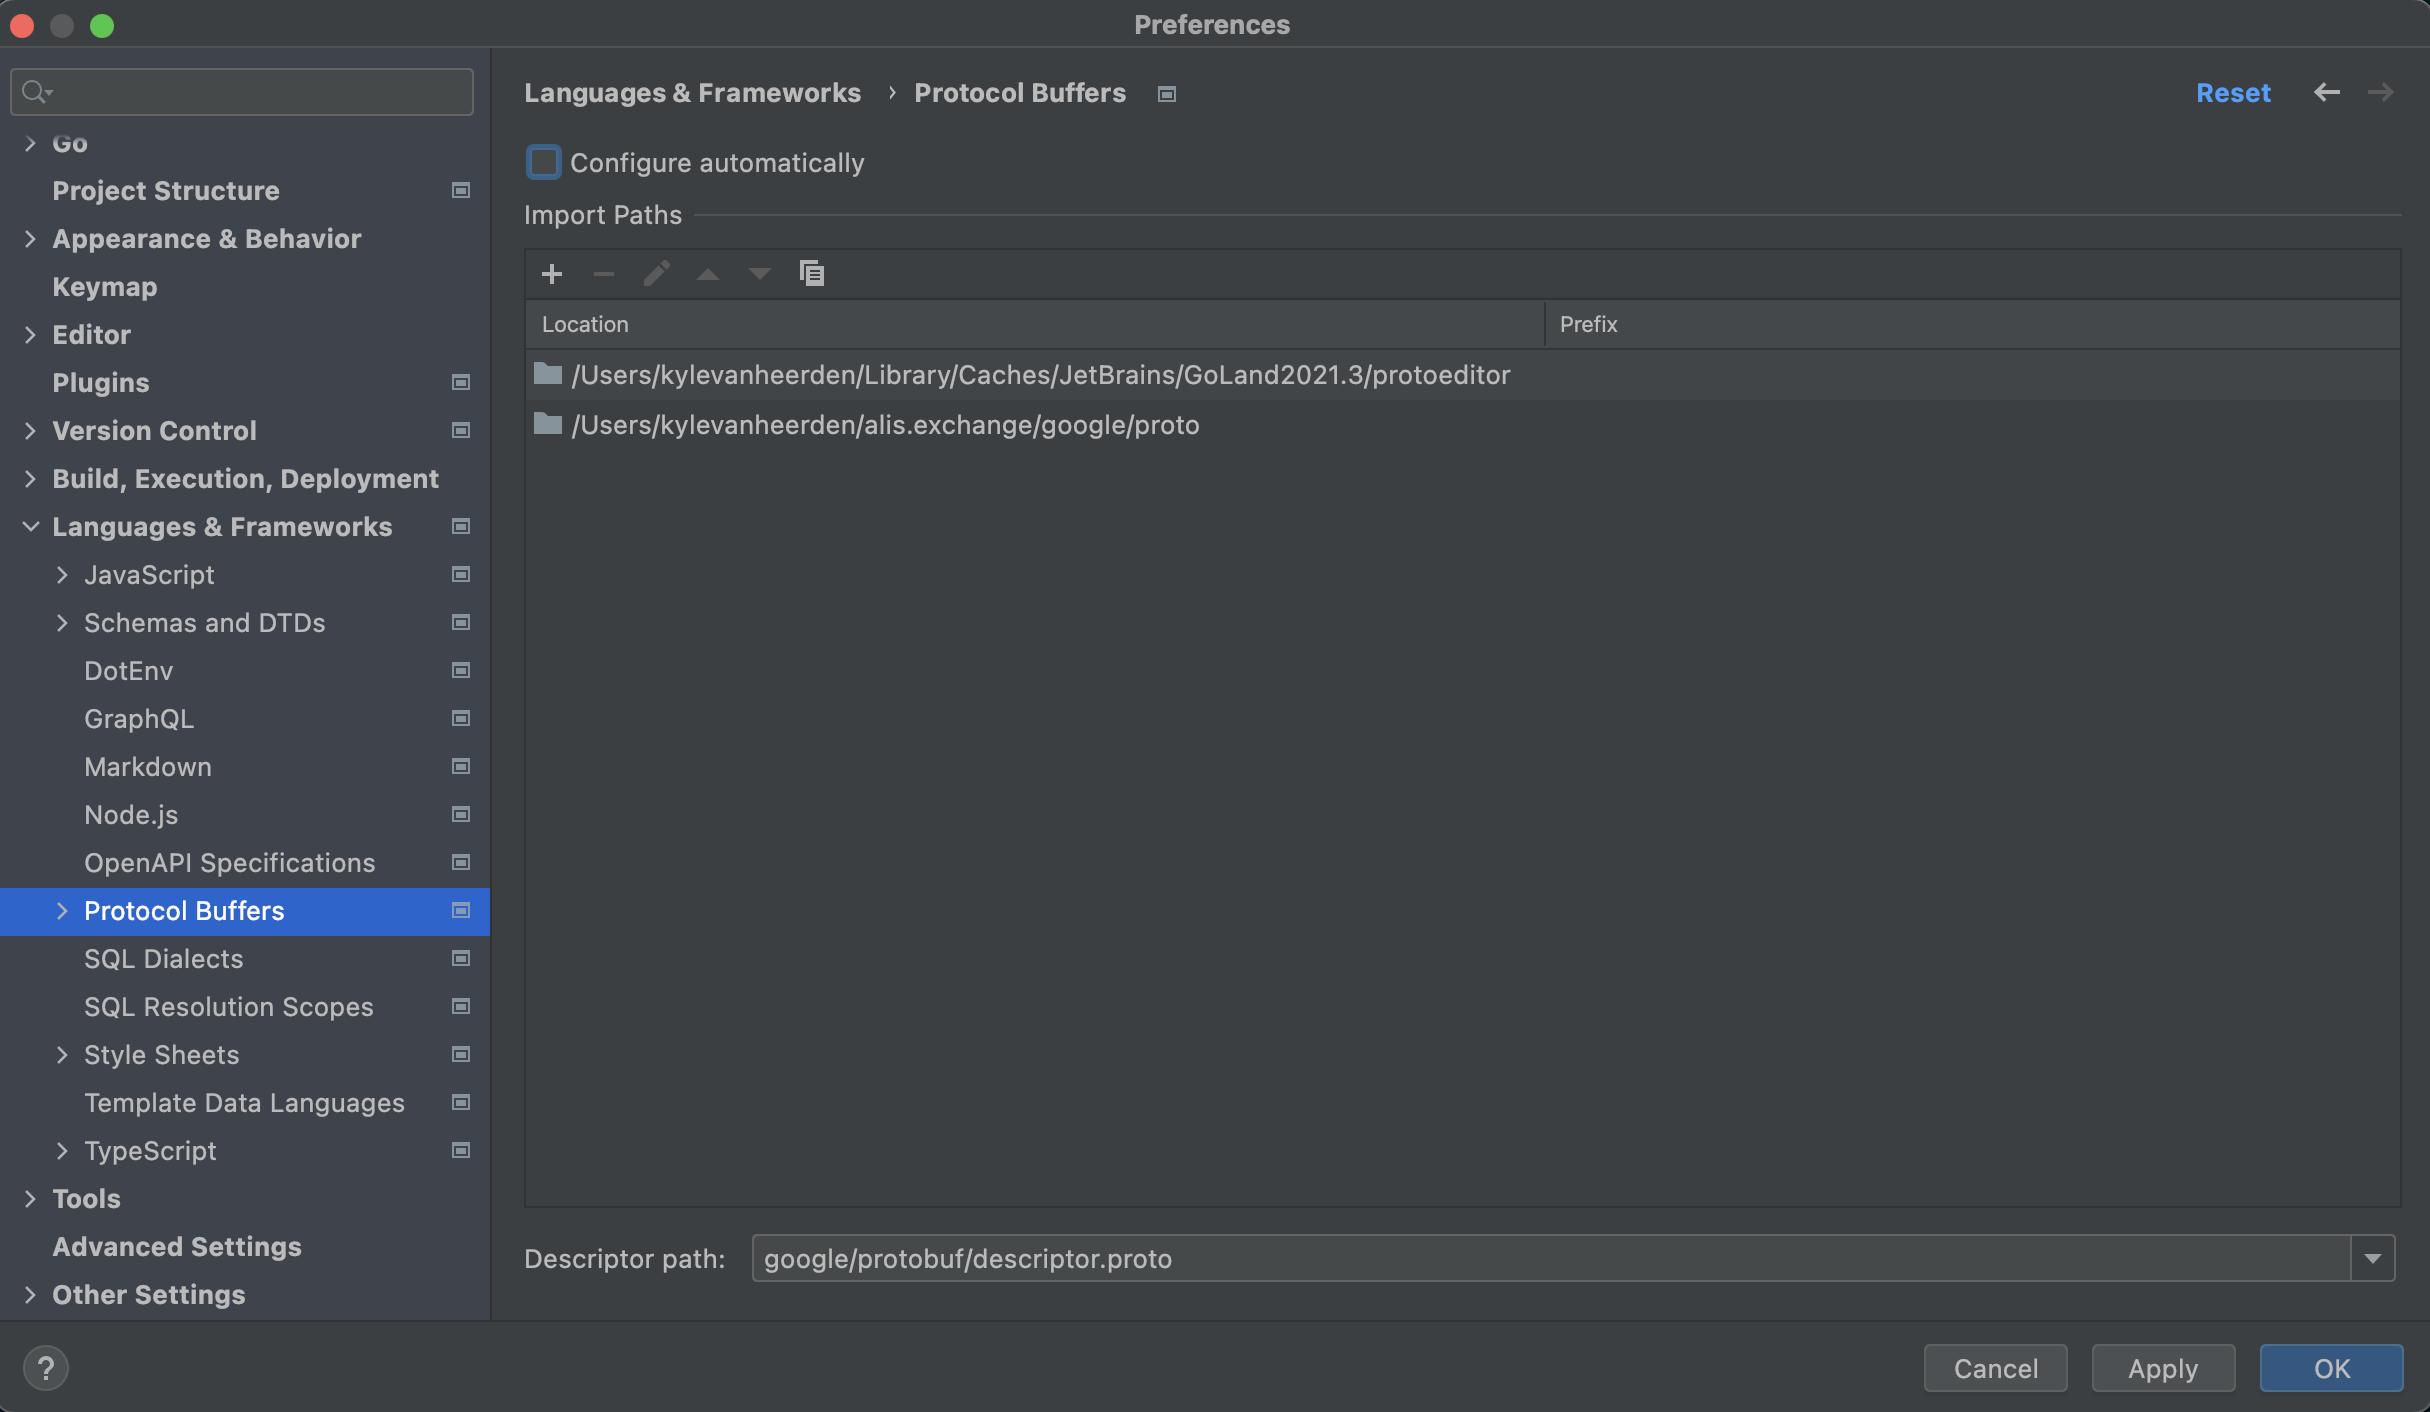 Preferences
Go
Project Structure
Appearance & Behavior
Keymap
Editor
Plugins
Version Control
Build, Execution, Deployment
Languages & Frameworks
JavaScript
Schemas and DTDs
DotEnv
GraphQL
Markdown
Node.js
OpenAPI Specifications
Protocol Buffers
SQL Dialects
SQL Resolution Scopes
Style Sheets
Template Data Languages
TypeScript
Tools
Advanced Settings
Other Settings
Languages & Frameworks › Protocol Buffers
Reset
Configure automatically
Import Paths
Location Prefix
/Users/kylevanheerden/Library/Caches/JetBrains/GoLand2021.3/protoeditor
/Users/kylevanheerden/alis.exchange/google/proto
Descriptor path: google/protobuf/descriptor.proto
?
Cancel Apply OK